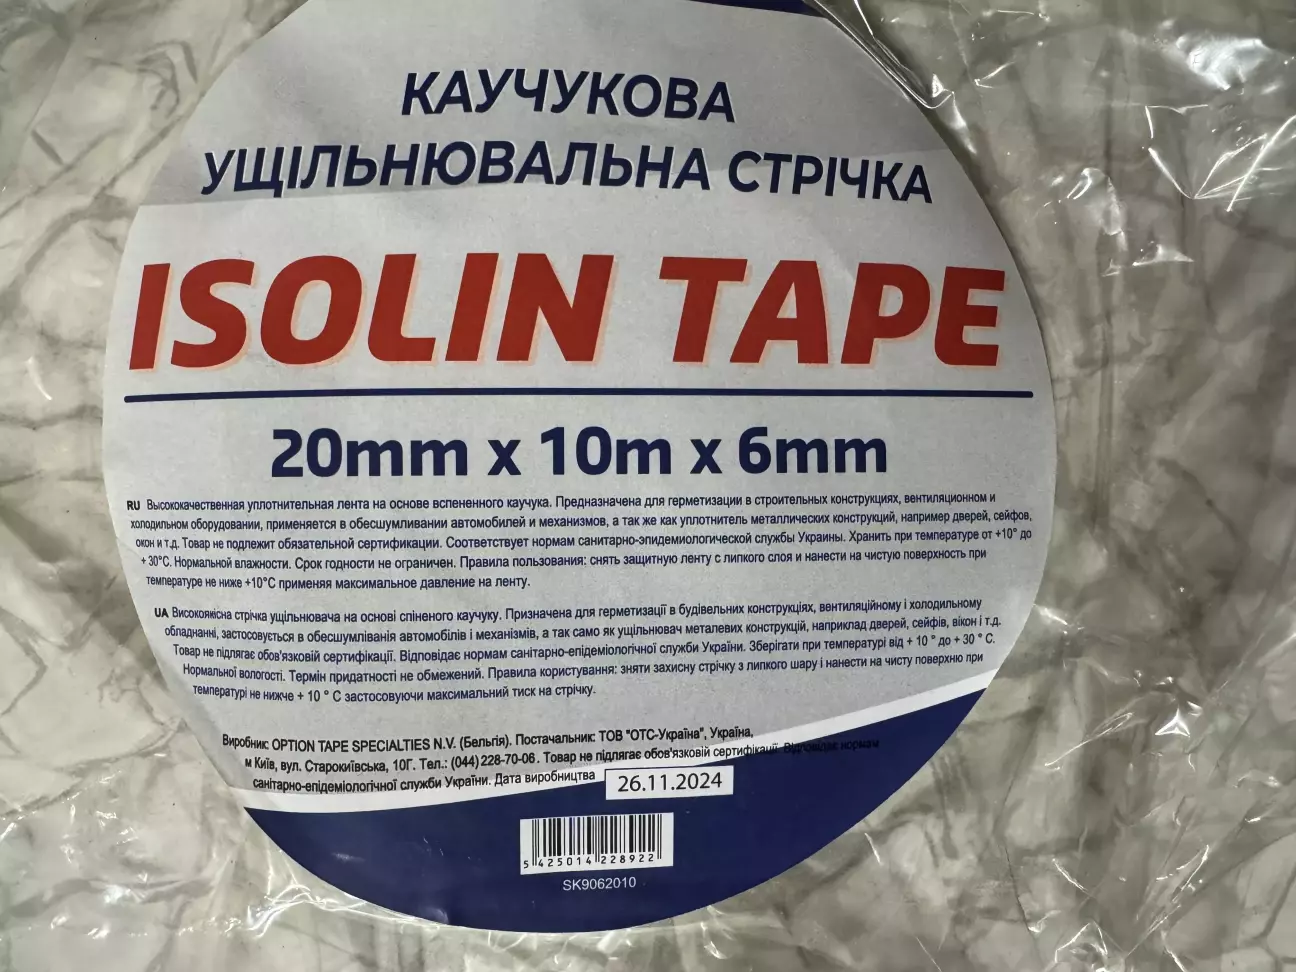 КАУЧУКОВА
УЩІЛЬНЮВАЛЬНА СТРІЧКА
ISOLIN TAPE
20mm x 10m x 6mm
RU Высококачественная уплотнительная лента на основе вспененного каучука. Предназначена для герметизации в строительных конструкциях, вентиляционном и
холодильном оборудовании, применяется в обесшумливании автомобилей и механизмов, а так же как уплотнитель металлических конструкций, например дверей, сейфов,
окон и т.д. Товар не подлежит обязательной сертификации. Соответствует нормам санитарно-эпидемиологической службы Украины. Хранить при температуре от +10° до
+ 30°С. Нормальной влажности. Срок годности не ограничен. Правила пользования: снять защитную ленту с липкого слоя и нанести на чистую поверхность при
температуре не ниже +10°С применяя максимальное давление на ленту.
UA Високоякісна стрічка ущільнювача на основі спіненого каучуку. Призначена для герметизації в будівельних конструкціях, вентиляційному і холодильному
обладнанні, застосовується в обесшумліванія автомобілів і механізмів, а так само як ущільнювач металевих конструкцій, наприклад дверей, сейфів, вікон і т.д.
Товар не підлягає обов'язковій сертифікації. Відповідає нормам санітарно-епідеміологічної служби України. Зберігати при температурі від + 10 ° до + 30 ° С.
Нормальної вологості. Термін придатності не обмежений. Правила користування: зняти захисну стрічку з липкого шару і нанести на чисту поверхню при
температурі не нижче + 10 ° С застосовуючи максимальний тиск на стрічку.
Виробник: OPTION TAPE SPECIALTIES N.V. (Бельгія). Постачальник: ТОВ "ОТС-Україна", Україна,
м Київ, вул. Старокиївська, 10Г. Тел.: (044) 228-70-06. Товар не підлягає обов'язковій сертифікації. Відповідає нормам
санітарно-епідеміологічної служби України. Дата виробництва 26.11.2024
5 425014 228922
SK9062010